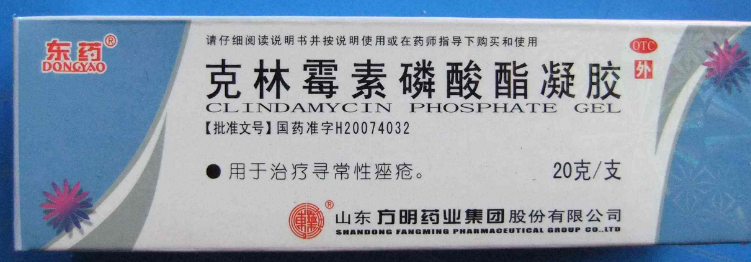 东药®
DONGYAO
请仔细阅读说明书并按说明使用或在药师指导下购买和使用
OTC
外
克林霉素磷酸酯凝胶
CLINDAMYCIN PHOSPHATE GEL
【批准文号】国药准字H20074032
●用于治疗寻常性痤疮。 20克/支
®
山东方明药业集团股份有限公司
SHANDONG FANGMING PHARMACEUTICAL GROUP CO.,LTD